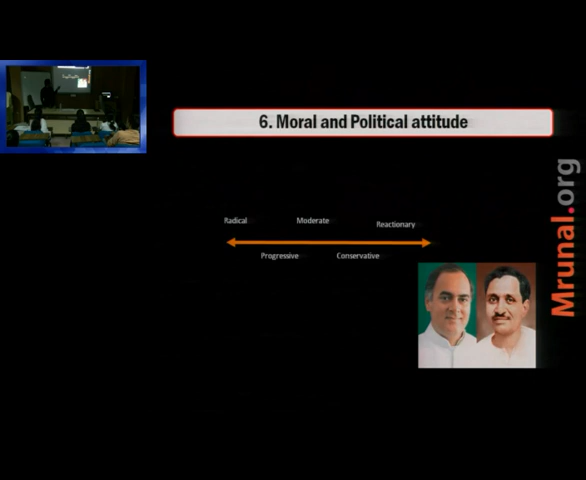 6. Moral and Political attitude
Radical
Moderate
Reactionary
Progressive
Conservative
Mrunal.org